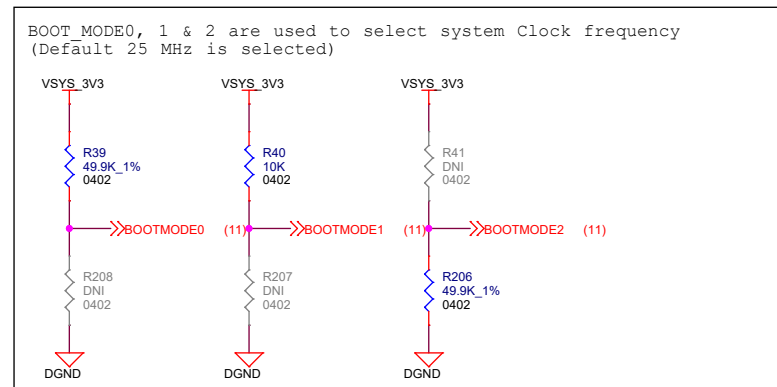 BOOT_MODE0, 1 & 2 are used to select system Clock frequency
(Default 25 MHz is selected)
VSYS_3V3 VSYS_3V3 VSYS_3V3
R39 R40 R41
49.9K_1% 10K DNI
0402 0402 0402
BOOTMODE0 (11) BOOTMODE1 (11) BOOTMODE2 (11)
R208 R207 R206
DNI DNI 49.9K_1%
0402 0402 0402
DGND DGND DGND